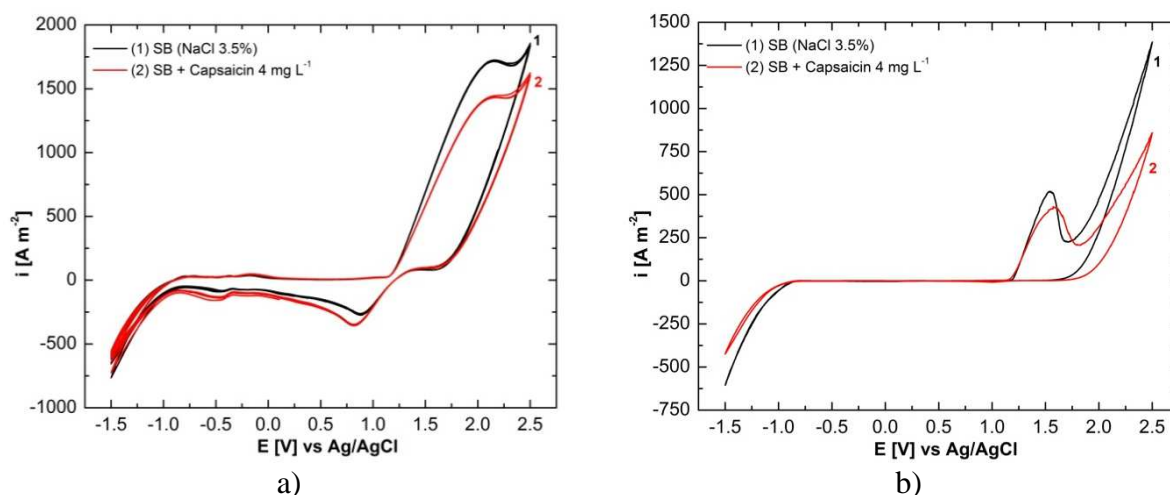 2000
1500
1000
500
0
-500
-1000
i [A m⁻²]
(1) SB (NaCl 3.5%)
(2) SB + Capsaicin 4 mg L⁻¹
1
2
-1.5 -1.0 -0.5 0.0 0.5 1.0 1.5 2.0 2.5
E [V] vs Ag/AgCl
a)
1500
1250
1000
750
500
250
0
-250
-500
-750
i [A m⁻²]
(1) SB (NaCl 3.5%)
(2) SB + Capsaicin 4 mg L⁻¹
1
2
-1.5 -1.0 -0.5 0.0 0.5 1.0 1.5 2.0 2.5
E [V] vs Ag/AgCl
b)